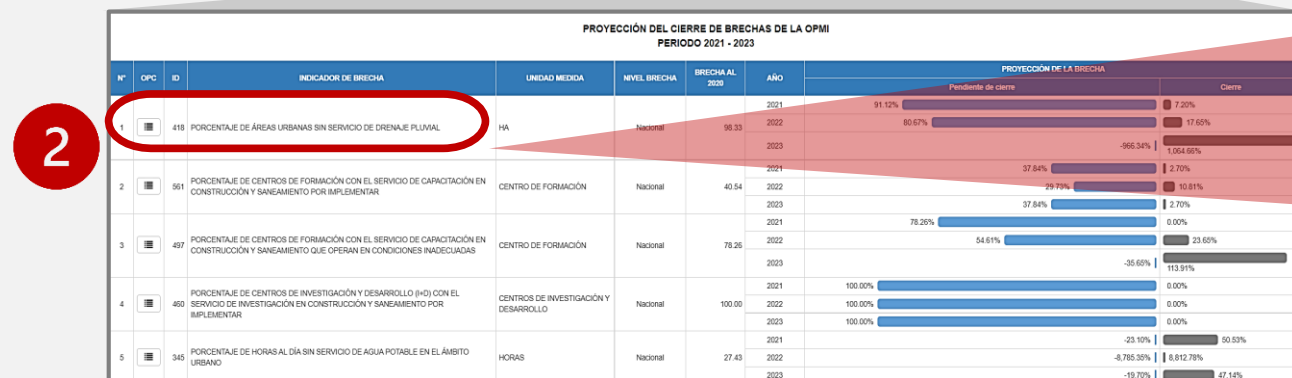 PROYECCIÓN DEL CIERRE DE BRECHAS DE LA OPMI
PERIODO 2021 - 2023
N° OPC ID INDICADOR DE BRECHA UNIDAD MEDIDA NIVEL BRECHA BRECHA AL 2020 AÑO PROYECCIÓN DE LA BRECHA
Pendiente de cierre Cierre
2
1 418 PORCENTAJE DE ÁREAS URBANAS SIN SERVICIO DE DRENAJE PLUVIAL HA Nacional 98.33
2021 91.12% 7.20%
2022 80.67% 17.65%
2023 -966.34% 1,064.66%
2 561 PORCENTAJE DE CENTROS DE FORMACIÓN CON EL SERVICIO DE CAPACITACIÓN EN
CONSTRUCCIÓN Y SANEAMIENTO POR IMPLEMENTAR CENTRO DE FORMACIÓN Nacional 40.54
2021 37.84% 2.70%
2022 29.73% 10.81%
2023 37.84% 2.70%
3 497 PORCENTAJE DE CENTROS DE FORMACIÓN CON EL SERVICIO DE CAPACITACIÓN EN
CONSTRUCCIÓN Y SANEAMIENTO QUE OPERAN EN CONDICIONES INADECUADAS CENTRO DE FORMACIÓN Nacional 78.26
2021 78.26% 0.00%
2022 54.61% 23.65%
2023 -35.65% 113.91%
4 460 PORCENTAJE DE CENTROS DE INVESTIGACIÓN Y DESARROLLO (I+D) CON EL
SERVICIO DE INVESTIGACIÓN EN CONSTRUCCIÓN Y SANEAMIENTO POR
IMPLEMENTAR CENTROS DE INVESTIGACIÓN Y
DESARROLLO Nacional 100.00
2021 100.00% 0.00%
2022 100.00% 0.00%
2023 100.00% 0.00%
5 345 PORCENTAJE DE HORAS AL DÍA SIN SERVICIO DE AGUA POTABLE EN EL ÁMBITO
URBANO HORAS Nacional 27.43
2021 -23.10% 50.53%
2022 -8,785.35% 8,812.78%
2023 -19.70% 47.14%